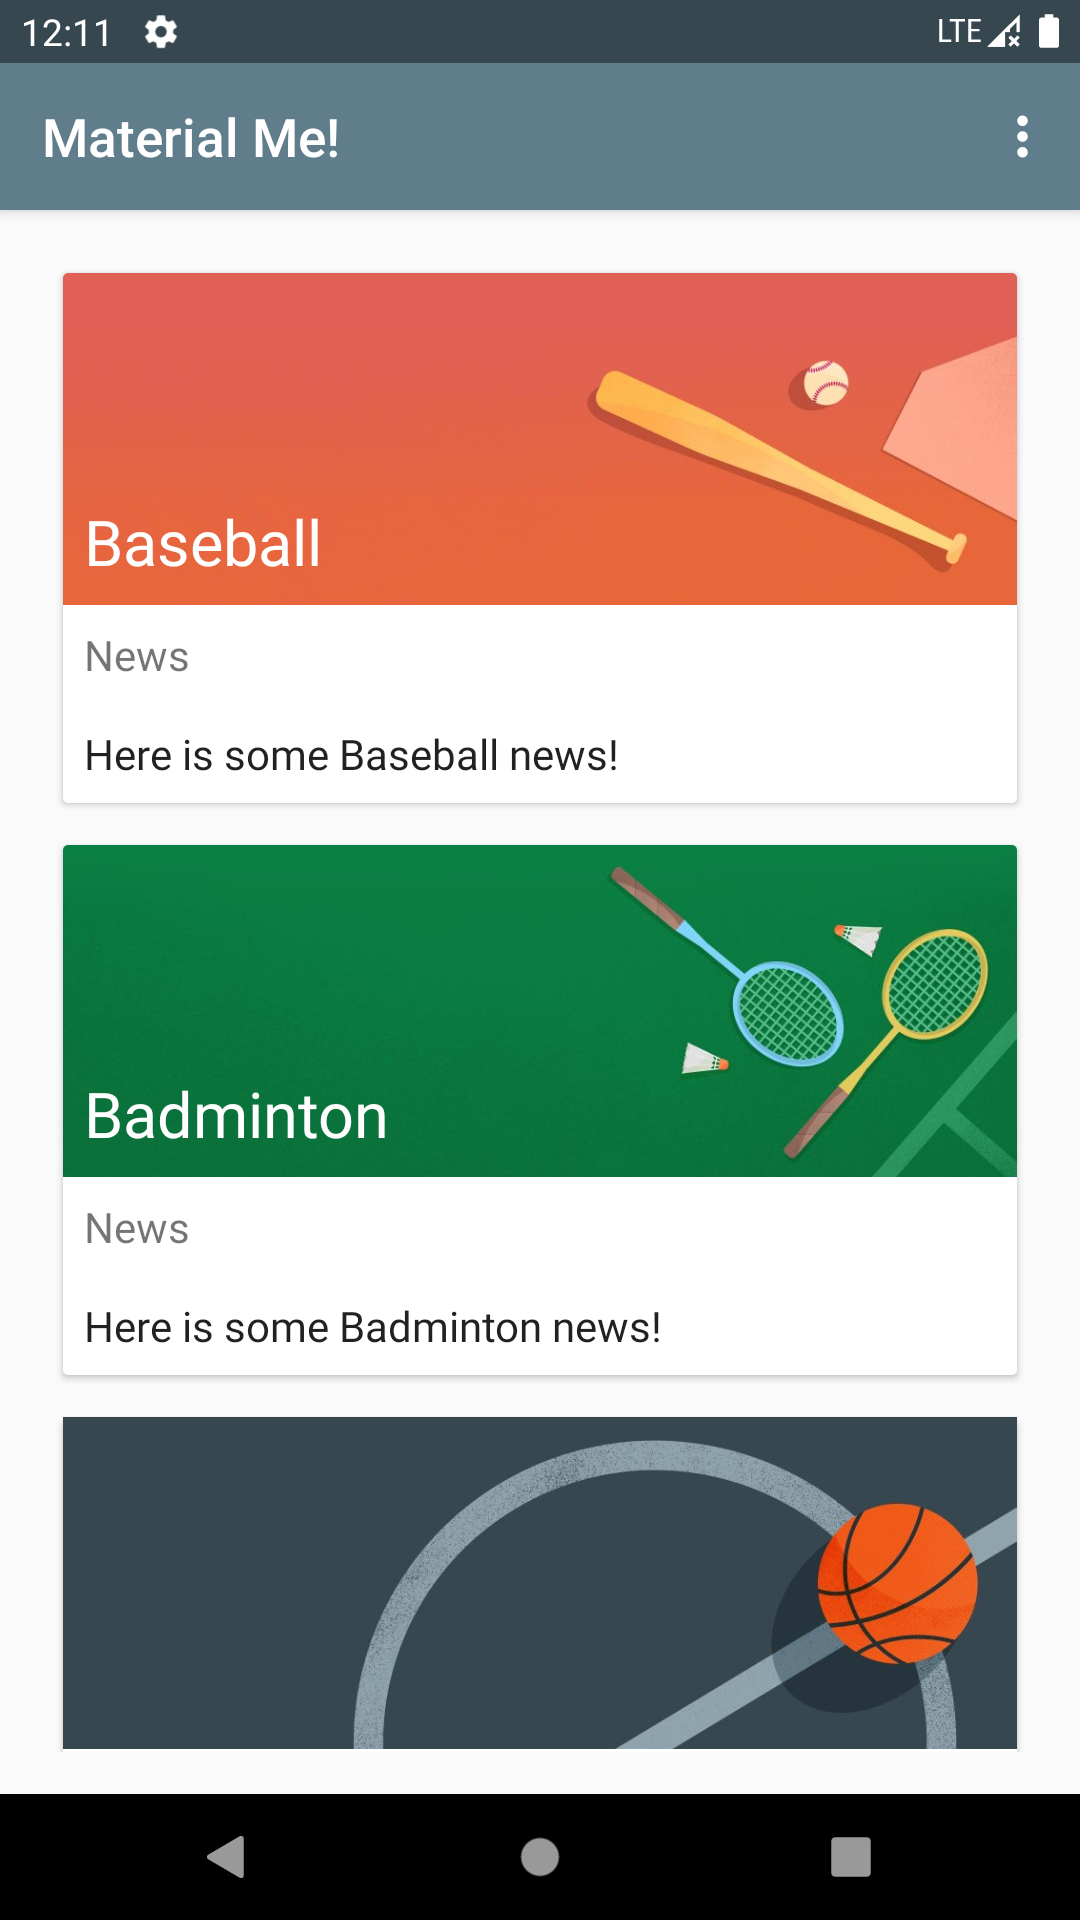 12:11
LTE
Material Me!
Baseball
News
Here is some Baseball news!
Badminton
News
Here is some Badminton news!